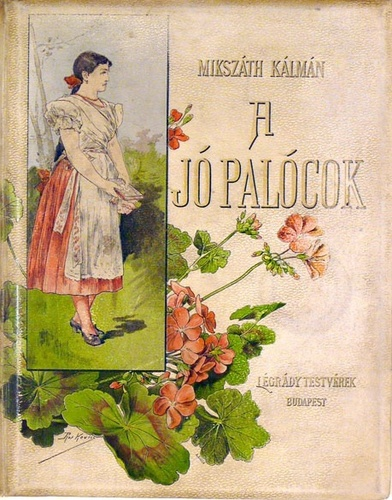 MIKSZÁTH KÁLMÁN
A
JÓ PALÓCOK
LÉGRÁDY TESTVÉREK
BUDAPEST